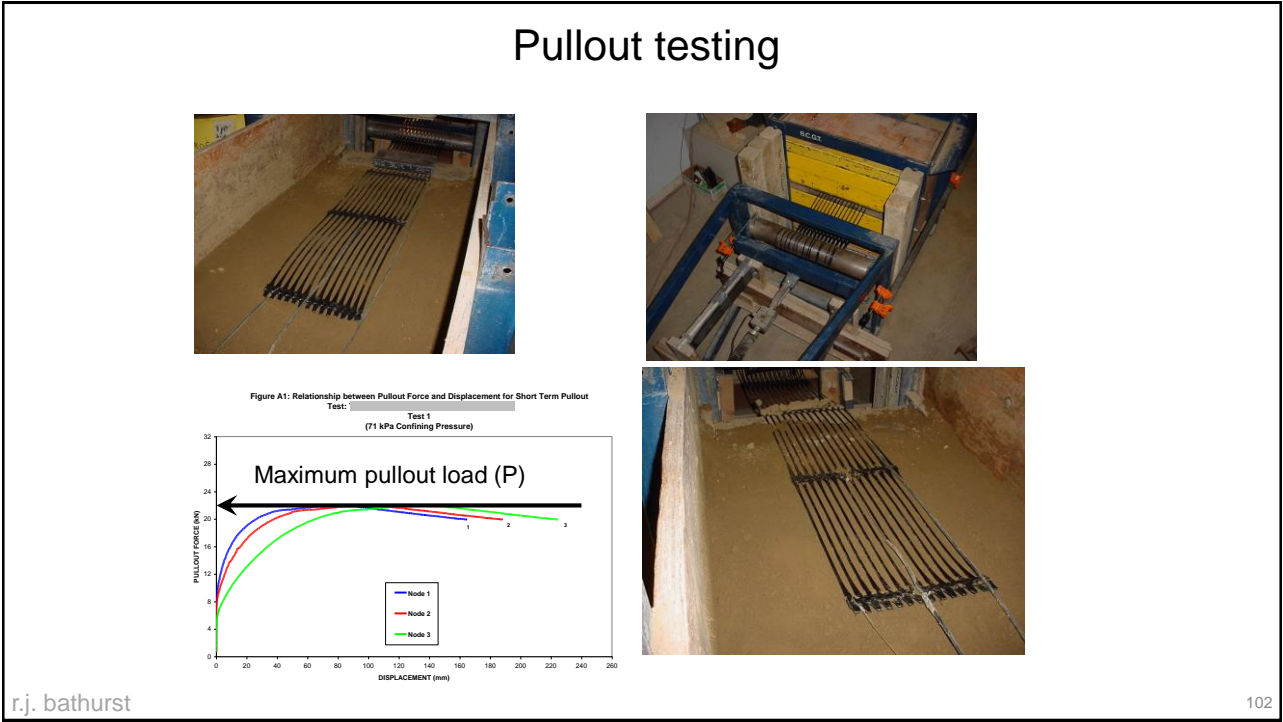 Pullout testing
S.C.G.T.
Figure A1: Relationship between Pullout Force and Displacement for Short Term Pullout
Test:
Test 1
(71 kPa Confining Pressure)
Maximum pullout load (P)
PULLOUT FORCE (kN)
32
28
24
20
16
12
8
4
0
1
2
3
Node 1
Node 2
Node 3
0 20 40 60 80 100 120 140 160 180 200 220 240 260
DISPLACEMENT (mm)
r.j. bathurst
102